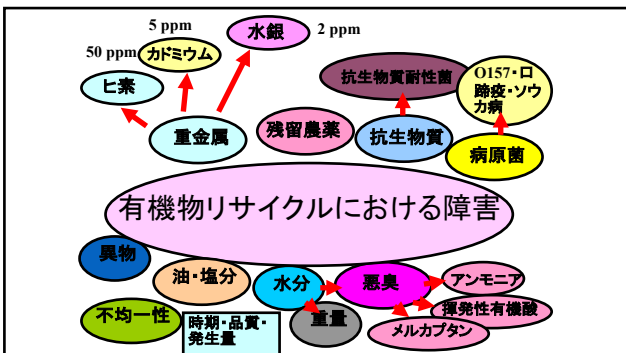 5 ppm
水銀
2 ppm
50 ppm
カドミウム
ヒ素
抗生物質耐性菌
O157・口
蹄疫・ソウ
カ病
重金属
残留農薬
抗生物質
病原菌
有機物リサイクルにおける障害
異物
油・塩分
水分
悪臭
アンモニア
揮発性有機酸
不均一性
時期・品質・
発生量
重量
メルカプタン